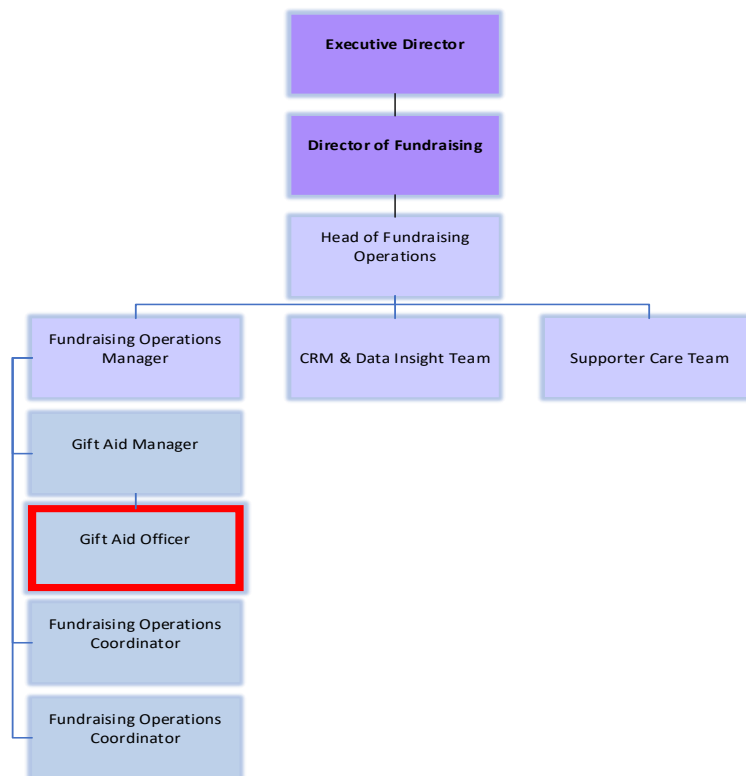 Executive Director
Director of Fundraising
Head of Fundraising
Operations
Fundraising Operations
Manager
CRM & Data Insight Team
Supporter Care Team
Gift Aid Manager
Gift Aid Officer
Fundraising Operations
Coordinator
Fundraising Operations
Coordinator